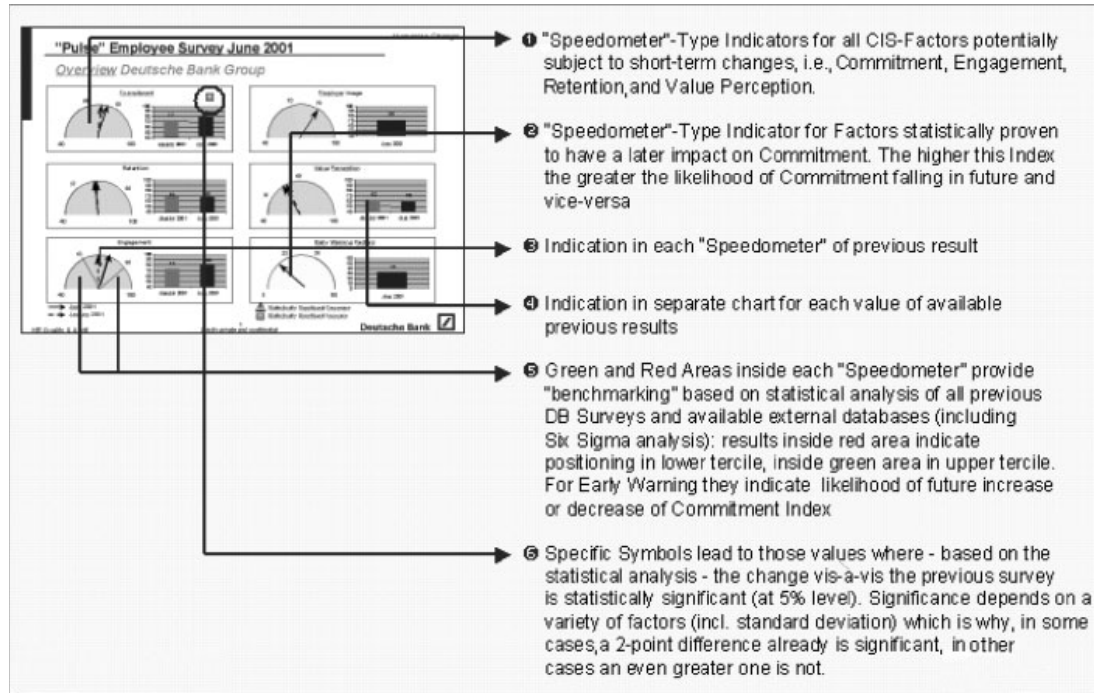 "Pulse" Employee Survey June 2001
Overview Deutsche Bank Group
Commitment
Employer Image
Retention
Value Perception
Engagement
Early Warning Factors
Deutsche Bank
❶ "Speedometer"-Type Indicators for all CIS-Factors potentially
subject to short-term changes, i.e., Commitment, Engagement,
Retention,and Value Perception.
❷ "Speedometer"-Type Indicator for Factors statistically proven
to have a later impact on Commitment. The higher this Index
the greater the likelihood of Commitment falling in future and
vice-versa
❸ Indication in each "Speedometer" of previous result
❹ Indication in separate chart for each value of available
previous results
❺ Green and Red Areas inside each "Speedometer" provide
"benchmarking" based on statistical analysis of all previous
DB Surveys and available external databases (including
Six Sigma analysis): results inside red area indicate
positioning in lower tercile, inside green area in upper tercile.
For Early Warning they indicate likelihood of future increase
or decrease of Commitment Index
❻ Specific Symbols lead to those values where - based on the
statistical analysis - the change vis-à-vis the previous survey
is statistically significant (at 5% level). Significance depends on a
variety of factors (incl. standard deviation) which is why, in some
cases,a 2-point difference already is significant, in other
cases an even greater one is not.